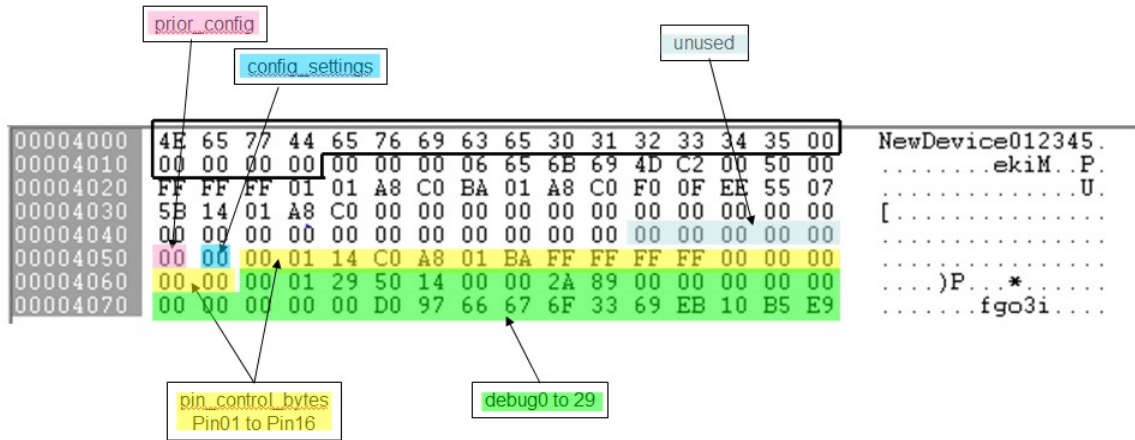 prior_config
config_settings
unused
00004000 4E 65 77 44 65 76 69 63 65 30 31 32 33 34 35 00 NewDevice012345.
00004010 00 00 00 00 00 00 00 00 06 65 6B 69 4D C2 00 50 00 .........ekiM..P.
00004020 FF FF FF 01 01 A8 C0 BA 01 A8 C0 F0 0F EE 55 07 ..............U.
00004030 5B 14 01 A8 C0 00 00 00 00 00 00 00 00 00 00 00 [...............
00004040 00 00 00 00 00 00 00 00 00 00 00 00 00 00 00 00 ................
00004050 00 00 00 01 14 C0 A8 01 BA FF FF FF FF 00 00 00 ................
00004060 00 00 00 01 29 50 14 00 00 2A 89 00 00 00 00 00 ....)P...*......
00004070 00 00 00 00 00 D0 97 66 67 6F 33 69 EB 10 B5 E9 .......fgo3i....
pin_control_bytes
Pin01 to Pin16
debug0 to 29